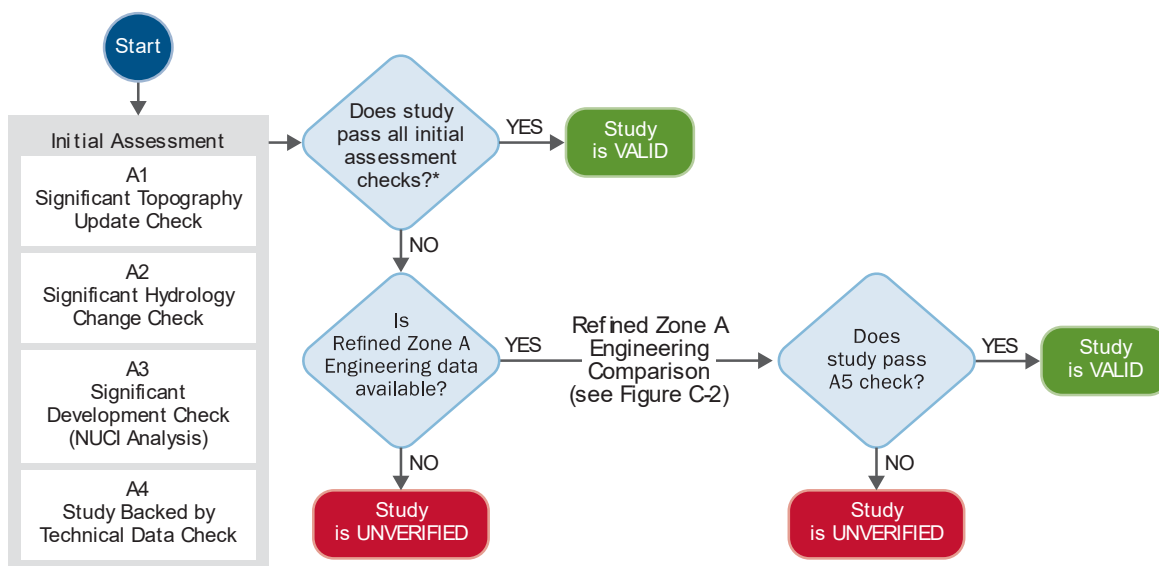 Start
Initial Assessment
A1
Significant Topography
Update Check
A2
Significant Hydrology
Change Check
A3
Significant
Development Check
(NUCI Analysis)
A4
Study Backed by
Technical Data Check
Does study
pass all initial
assessment
checks?*
YES
Study
is VALID
NO
Is
Refined Zone A
Engineering data
available?
YES
Refined Zone A
Engineering
Comparison
(see Figure C-2)
Does
study pass
A5 check?
YES
Study
is VALID
NO
Study
is UNVERIFIED
NO
Study
is UNVERIFIED